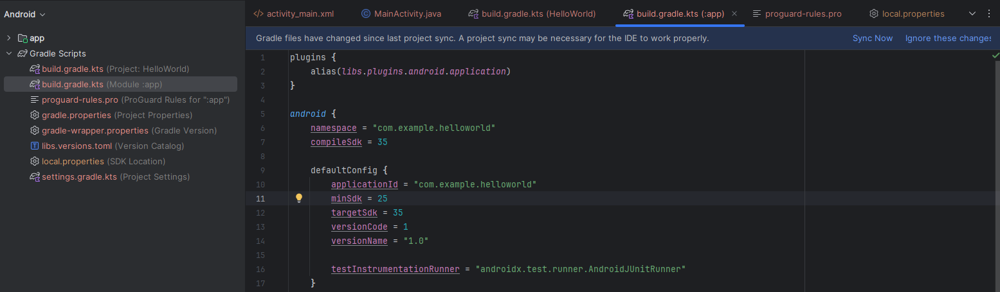 Android
app
Gradle Scripts
build.gradle.kts (Project: HelloWorld)
build.gradle.kts (Module :app)
proguard-rules.pro (ProGuard Rules for ":app")
gradle.properties (Project Properties)
gradle-wrapper.properties (Gradle Version)
libs.versions.toml (Version Catalog)
local.properties (SDK Location)
settings.gradle.kts (Project Settings)
activity_main.xml MainActivity.java build.gradle.kts (HelloWorld) build.gradle.kts (:app) proguard-rules.pro local.properties
Gradle files have changed since last project sync. A project sync may be necessary for the IDE to work properly. Sync Now Ignore these changes
1 plugins {
2 alias(libs.plugins.android.application)
3 }
4
5 android {
6 namespace = "com.example.helloworld"
7 compileSdk = 35
8
9 defaultConfig {
10 applicationId = "com.example.helloworld"
11 minSdk = 25
12 targetSdk = 35
13 versionCode = 1
14 versionName = "1.0"
15
16 testInstrumentationRunner = "androidx.test.runner.AndroidJUnitRunner"
17 }